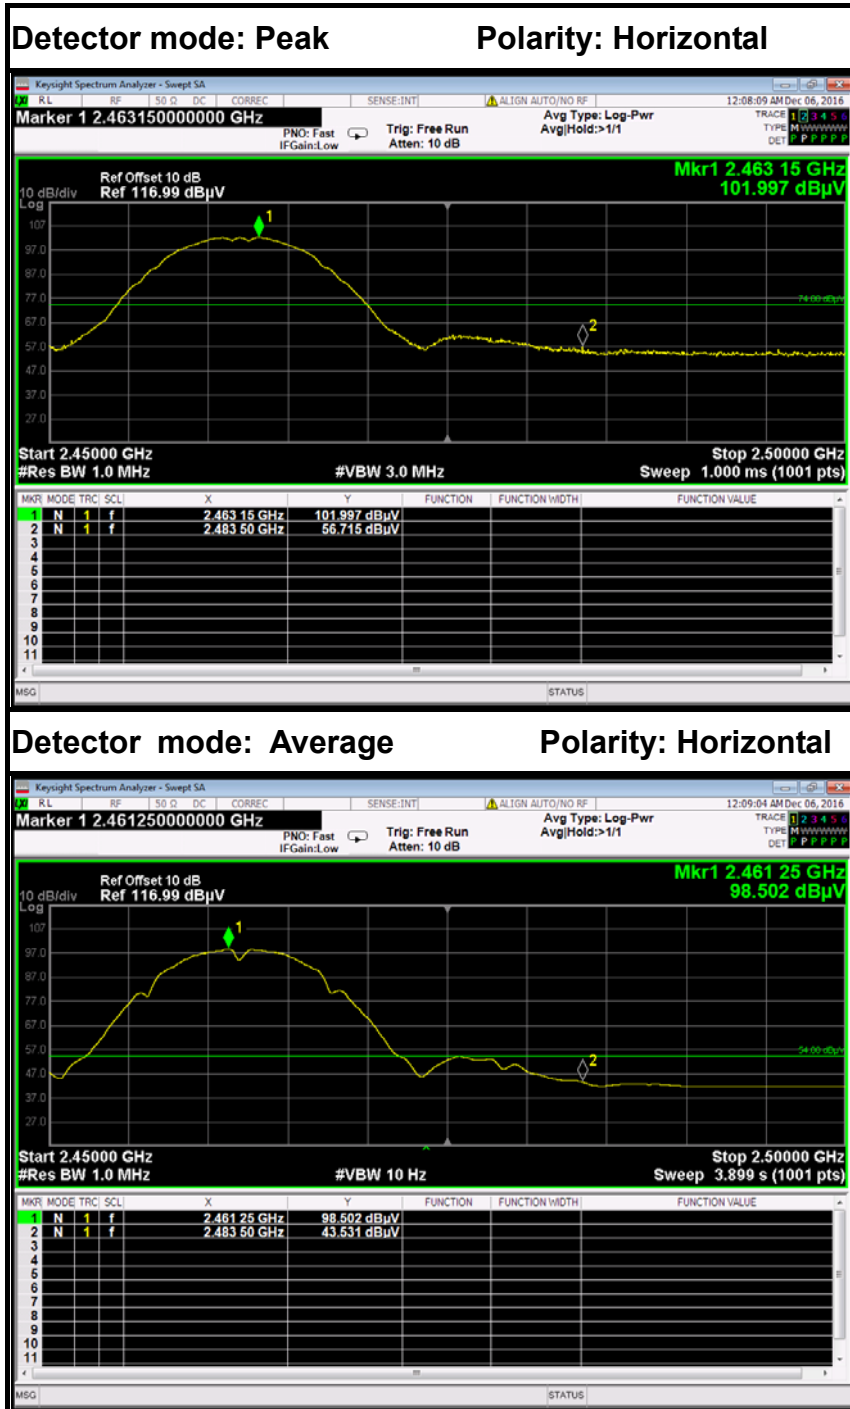 Detector mode: Peak Polarity: Horizontal
Keysight Spectrum Analyzer - Swept SA
RL RF 50 Ω DC CORREC SENSE:INT ALIGN AUTO/NO RF 12:08:09 AM Dec 06, 2016
Marker 1 2.463150000000 GHz
PNO: Fast
IFGain:Low
Trig: Free Run
Atten: 10 dB
Avg Type: Log-Pwr
Avg|Hold:>1/1
TRACE 1 2 3 4 5 6
TYPE M WWWWW
DET P P P P P P
Mkr1 2.463 15 GHz
101.997 dBµV
Ref Offset 10 dB
10 dB/div Ref 116.99 dBµV
Log
107
1
97.0
87.0
77.0
74.00 dBµV
67.0
2
57.0
47.0
37.0
27.0
Start 2.45000 GHz Stop 2.50000 GHz
#Res BW 1.0 MHz #VBW 3.0 MHz Sweep 1.000 ms (1001 pts)
MKR MODE TRC SCL X Y FUNCTION FUNCTION WIDTH FUNCTION VALUE
1 N 1 f 2.463 15 GHz 101.997 dBµV
2 N 1 f 2.483 50 GHz 56.715 dBµV
3
4
5
6
7
8
9
10
11
MSG STATUS
Detector mode: Average Polarity: Horizontal
Keysight Spectrum Analyzer - Swept SA
RL RF 50 Ω DC CORREC SENSE:INT ALIGN AUTO/NO RF 12:09:04 AM Dec 06, 2016
Marker 1 2.461250000000 GHz
PNO: Fast
IFGain:Low
Trig: Free Run
Atten: 10 dB
Avg Type: Log-Pwr
Avg|Hold:>1/1
TRACE 1 2 3 4 5 6
TYPE M WWWWW
DET P P P P P P
Mkr1 2.461 25 GHz
98.502 dBµV
Ref Offset 10 dB
10 dB/div Ref 116.99 dBµV
Log
107
1
97.0
87.0
77.0
67.0
57.0
54.00 dBµV
2
47.0
37.0
27.0
Start 2.45000 GHz Stop 2.50000 GHz
#Res BW 1.0 MHz #VBW 10 Hz Sweep 3.899 s (1001 pts)
MKR MODE TRC SCL X Y FUNCTION FUNCTION WIDTH FUNCTION VALUE
1 N 1 f 2.461 25 GHz 98.502 dBµV
2 N 1 f 2.483 50 GHz 43.531 dBµV
3
4
5
6
7
8
9
10
11
MSG STATUS